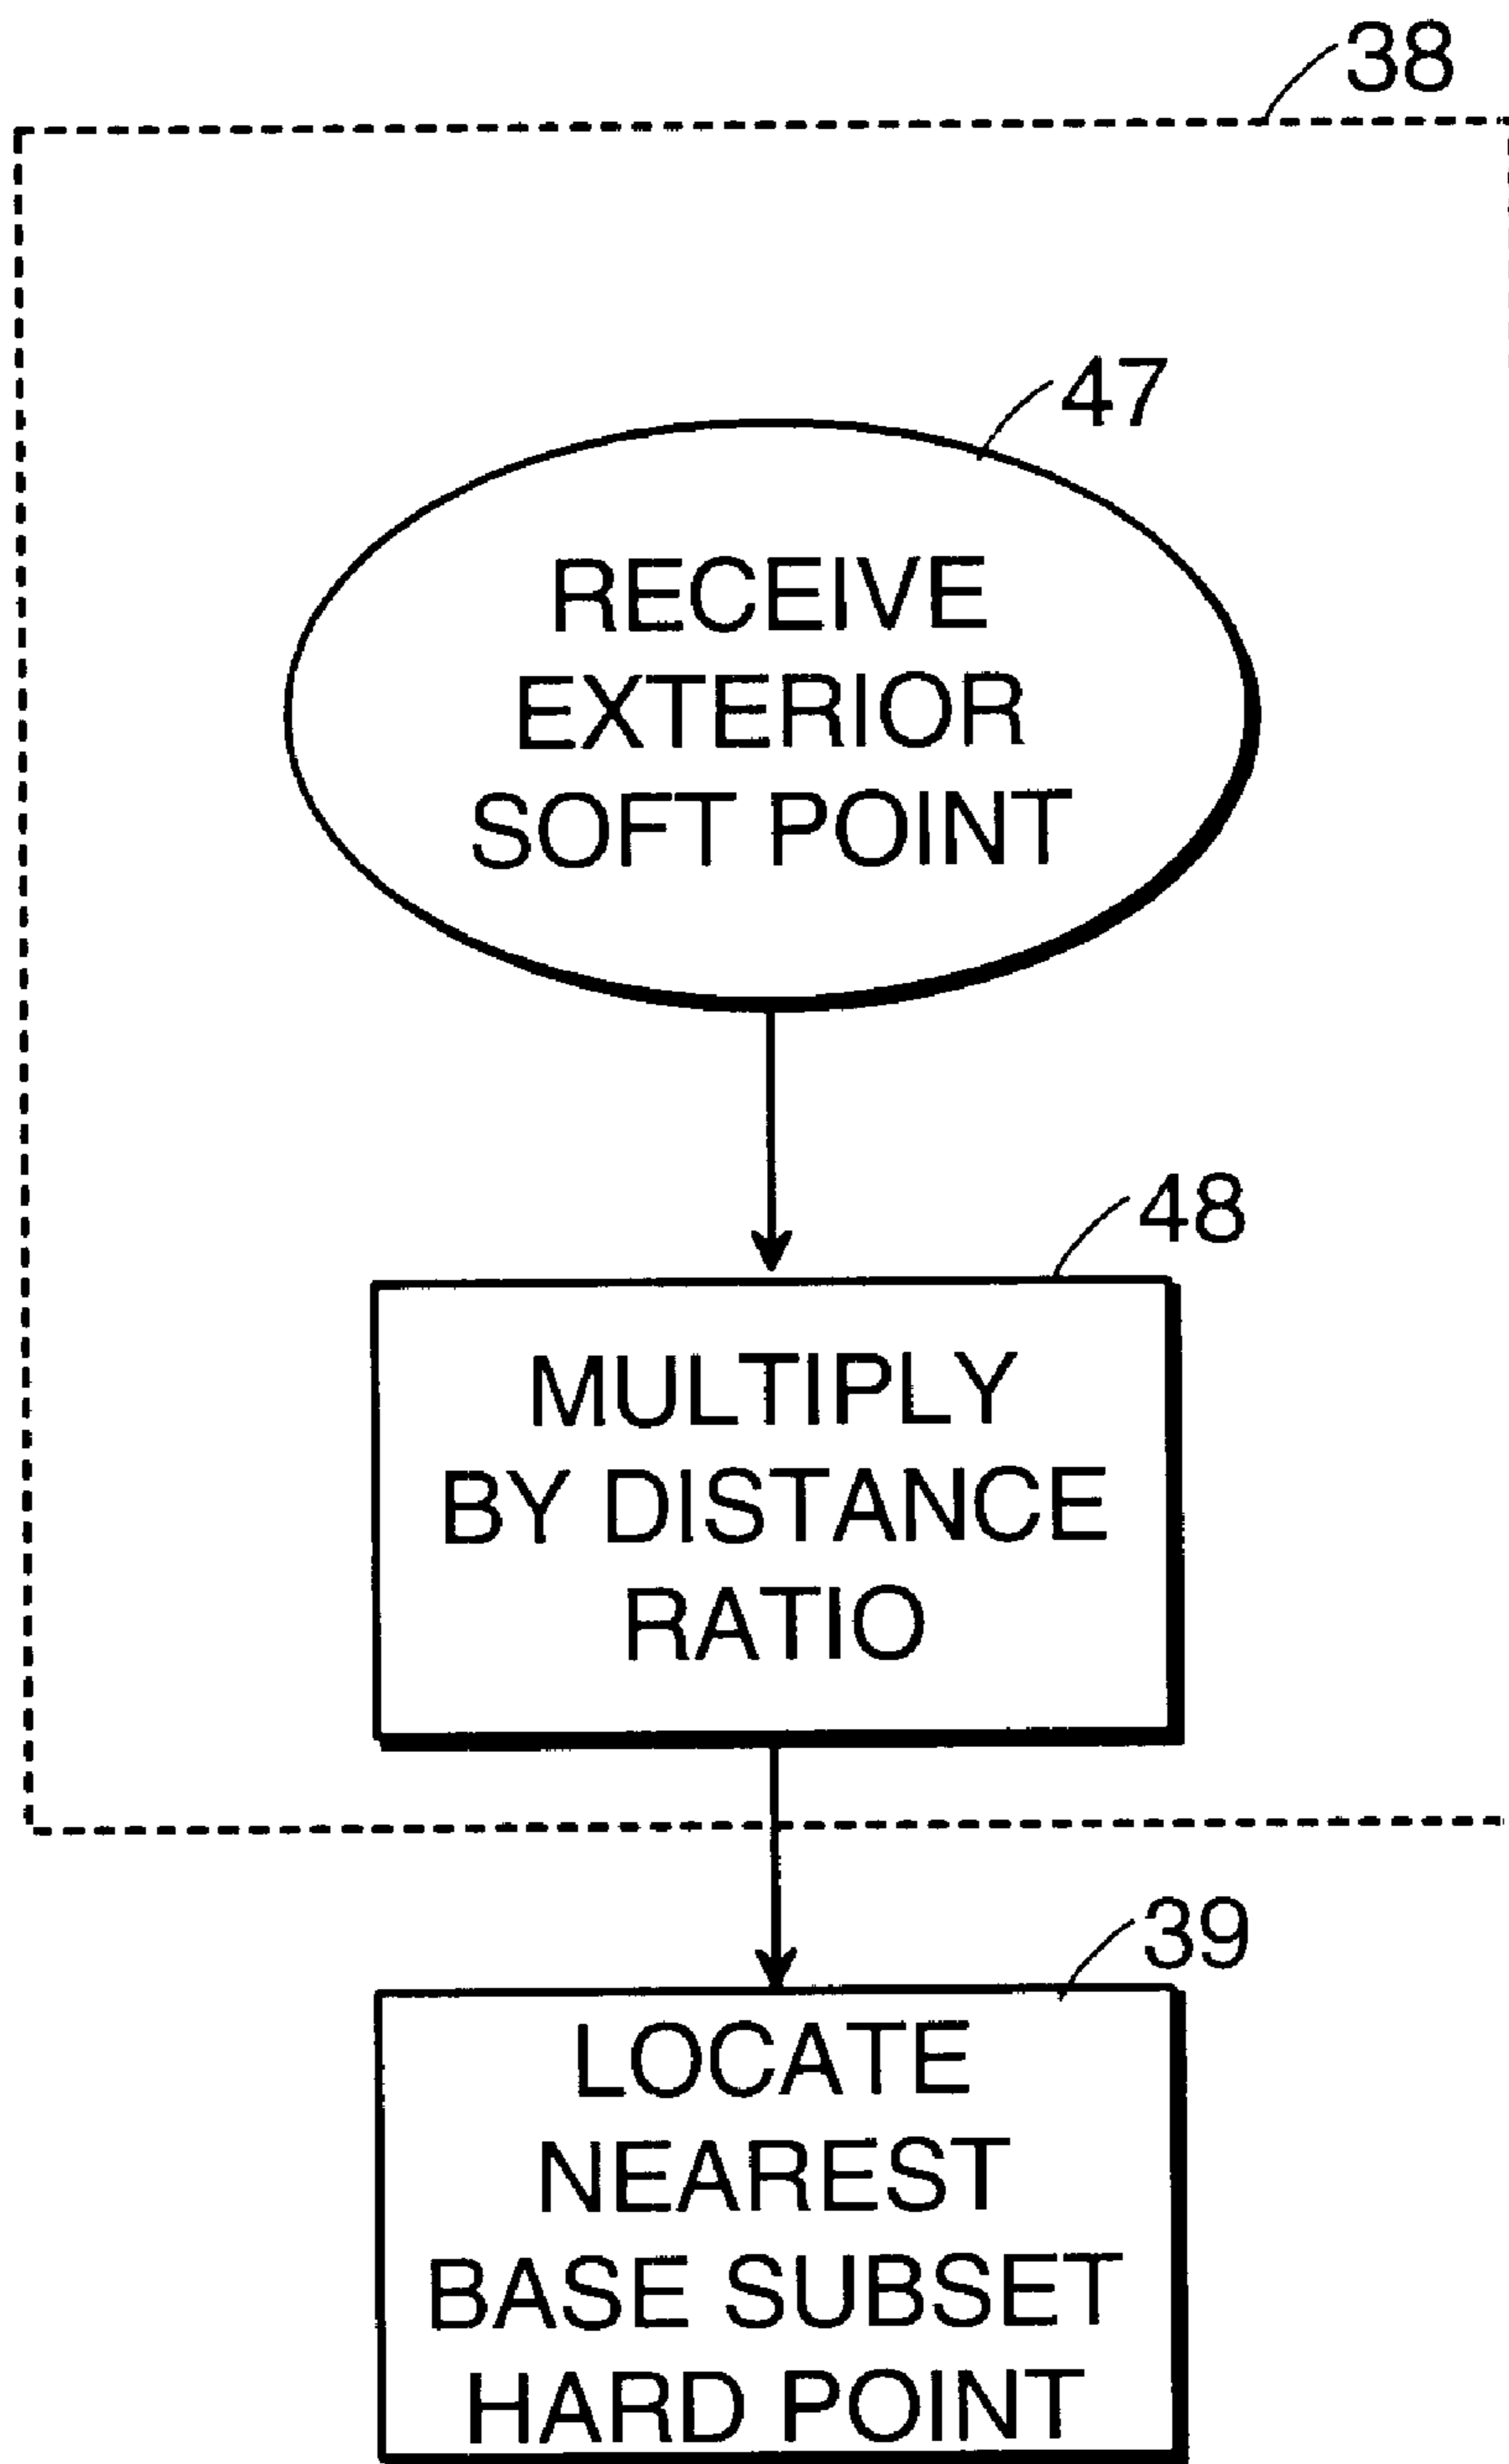 38
47
RECEIVE
EXTERIOR
SOFT POINT
48
MULTIPLY
BY DISTANCE
RATIO
39
LOCATE
NEAREST
BASE SUBSET
HARD POINT